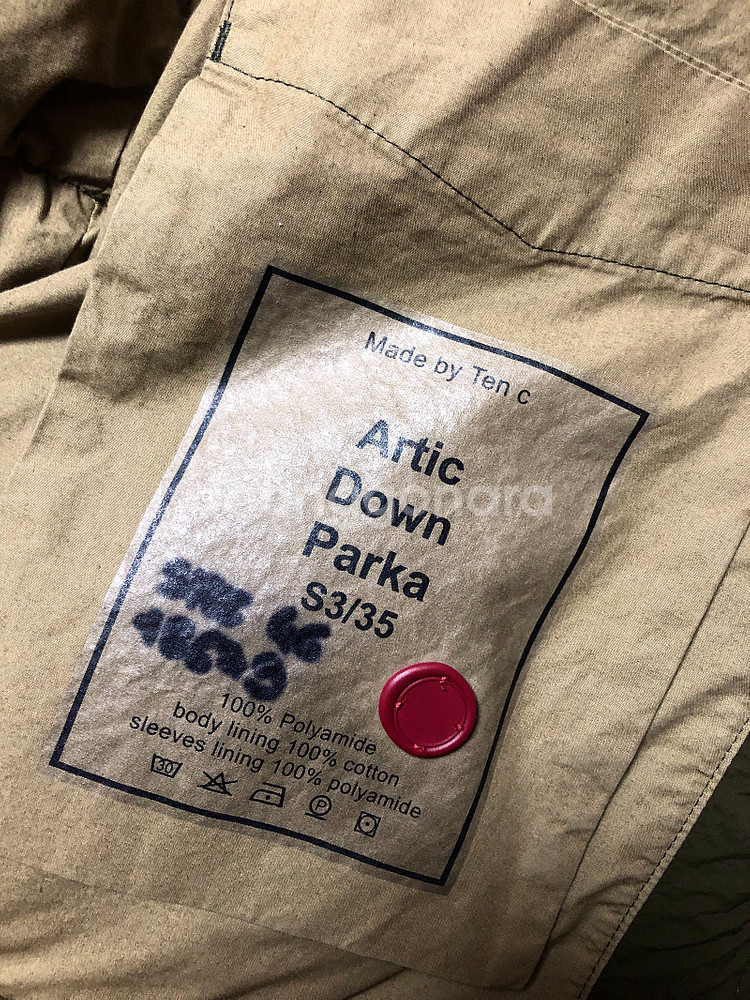 Made by Ten c
Artic
Down
Parka
S3/35
100% Polyamide
body lining 100% cotton
sleeves lining 100% polyamide
30
P